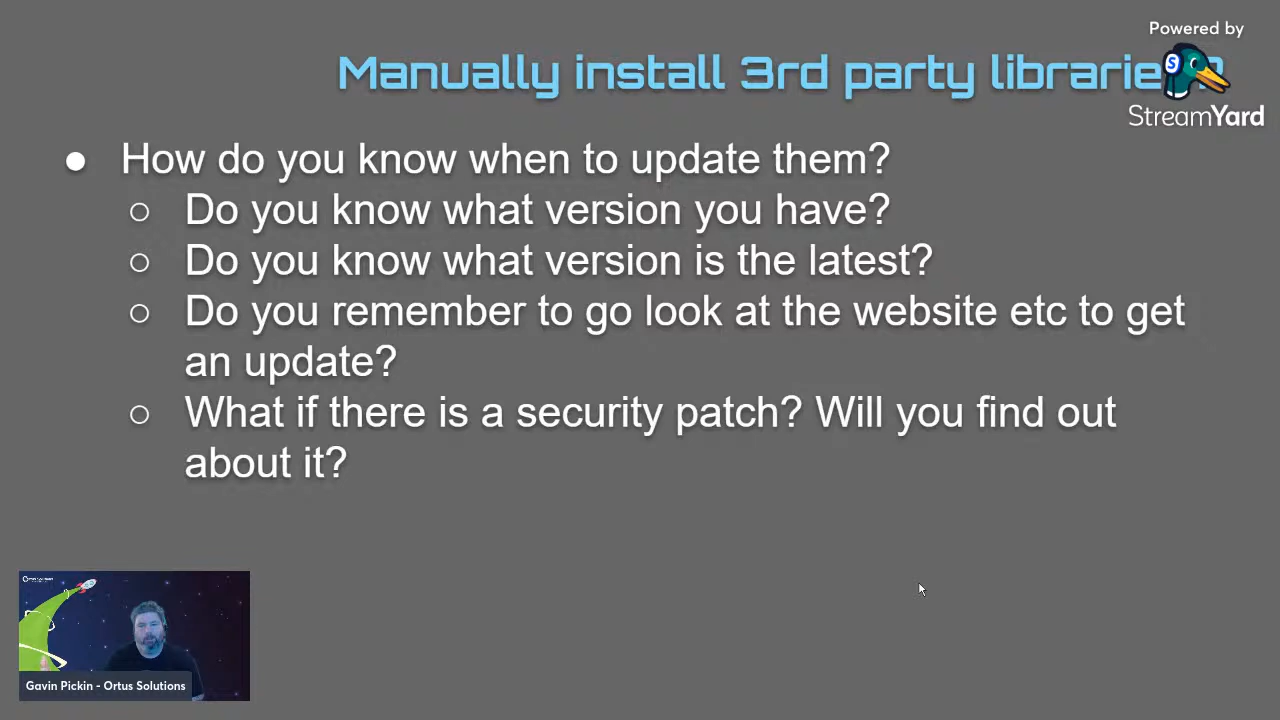 Powered by
StreamYard
Manually install 3rd party libraries?
● How do you know when to update them?
○ Do you know what version you have?
○ Do you know what version is the latest?
○ Do you remember to go look at the website etc to get
an update?
○ What if there is a security patch? Will you find out
about it?
Gavin Pickin - Ortus Solutions